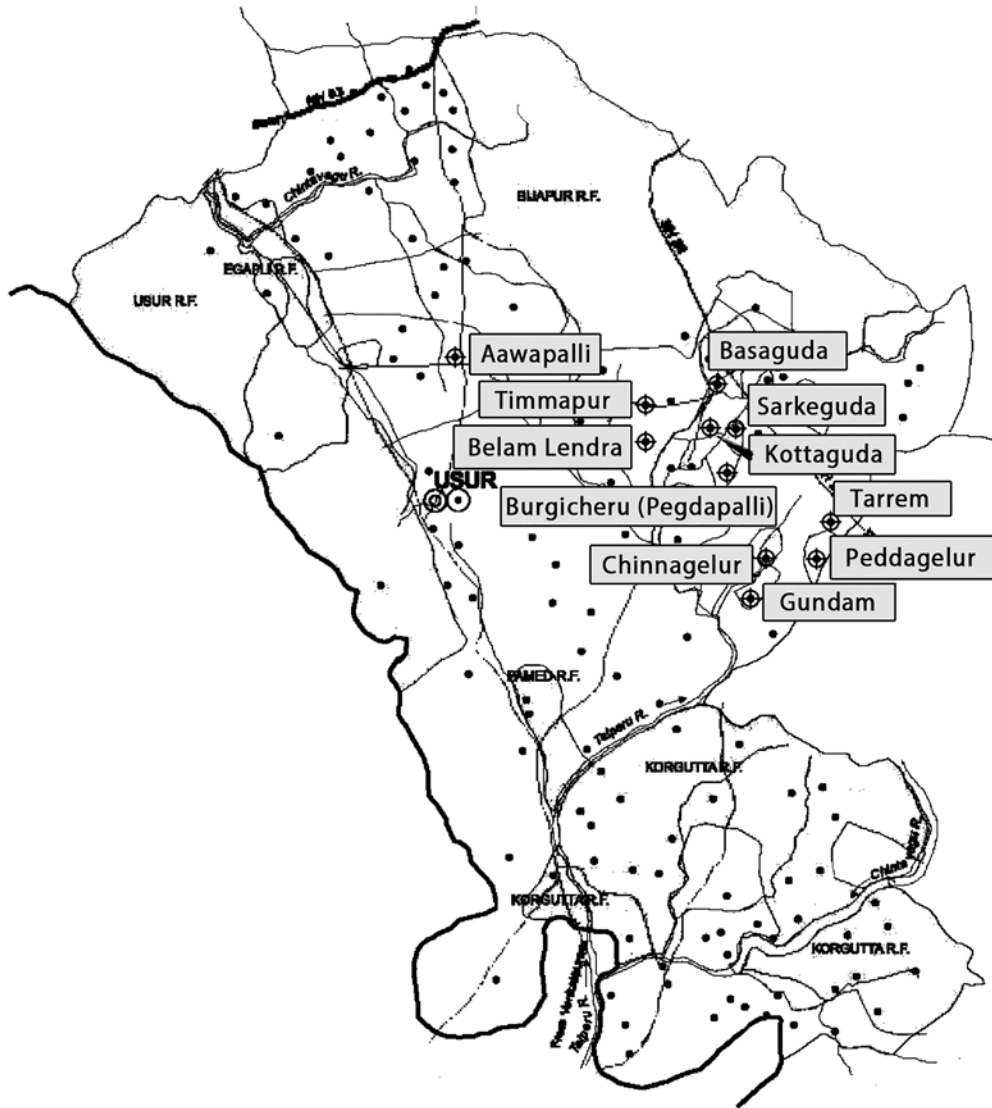 Chintavagu R.
BIJAPUR R.F.
EGAPLI R.F.
USUR R.F.
Aawapalli
Basaguda
Timmapur
Sarkeguda
Belam Lendra
Kottaguda
USUR
Burgicheru (Pegdapalli)
Tarrem
Chinnagelur
Peddagelur
Gundam
PAMED R.F.
Talperu R.
KORGUTTA R.F.
KORGUTTA R.F.
KORGUTTA R.F.
Talperu R.